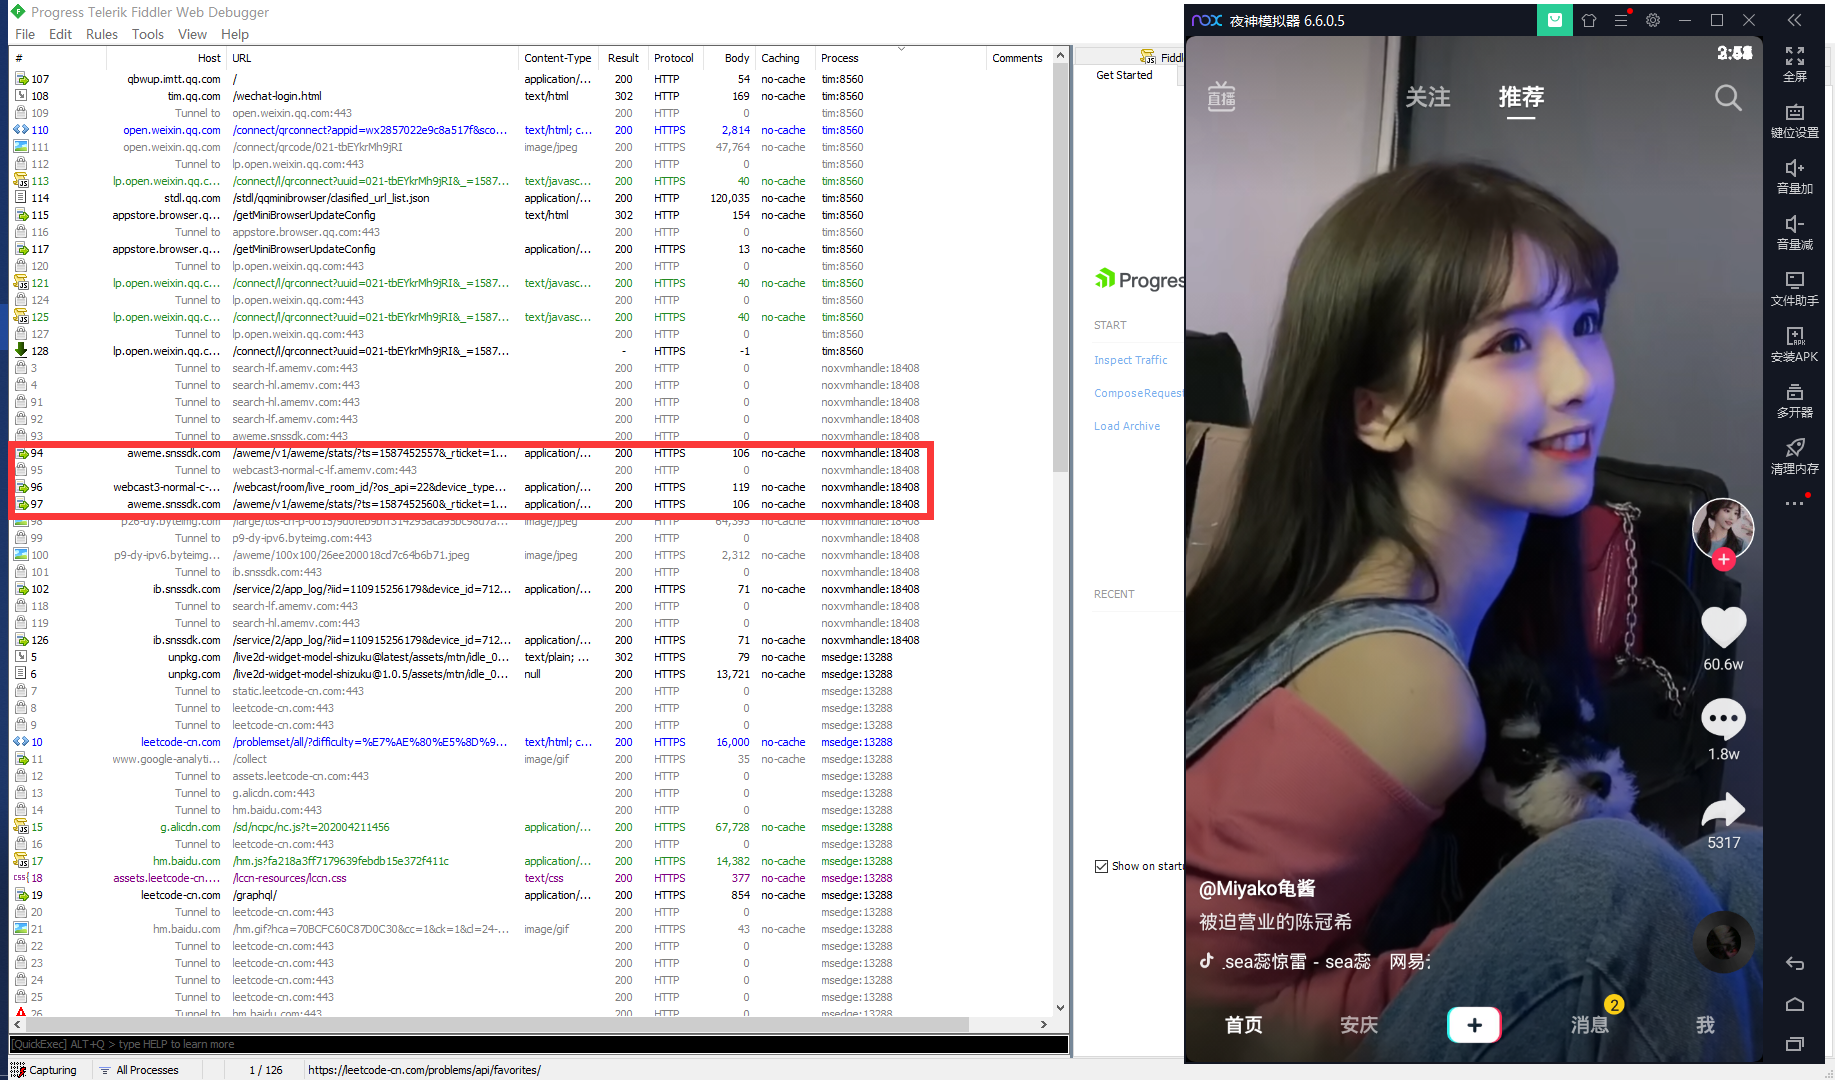 Progress Telerik Fiddler Web Debugger
File Edit Rules Tools View Help
# Host URL Content-Type Result Protocol Body Caching Process Comments
107 qbwup.imtt.qq.com / application/... 200 HTTP 54 no-cache tim:8560
108 tim.qq.com /wechat-login.html text/html 302 HTTP 169 no-cache tim:8560
109 Tunnel to open.weixin.qq.com:443 200 HTTP 0 tim:8560
110 open.weixin.qq.com /connect/qrconnect?appid=wx2857022e9c8a517f&sco... text/html; c... 200 HTTPS 2,814 no-cache tim:8560
111 open.weixin.qq.com /connect/qrcode/021-tbEYkrMh9jRI image/jpeg 200 HTTPS 47,764 no-cache tim:8560
112 Tunnel to lp.open.weixin.qq.com:443 200 HTTP 0 tim:8560
113 lp.open.weixin.qq.c... /connect/l/qrconnect?uuid=021-tbEYkrMh9jRI&_=1587... text/javasc... 200 HTTPS 40 no-cache tim:8560
114 stdl.qq.com /stdl/qqminibrowser/clasified_url_list.json application/... 200 HTTP 120,035 no-cache tim:8560
115 appstore.browser.q... /getMiniBrowserUpdateConfig text/html 302 HTTP 154 no-cache tim:8560
116 Tunnel to appstore.browser.qq.com:443 200 HTTP 0 tim:8560
117 appstore.browser.q... /getMiniBrowserUpdateConfig application/... 200 HTTPS 13 no-cache tim:8560
120 Tunnel to lp.open.weixin.qq.com:443 200 HTTP 0 tim:8560
121 lp.open.weixin.qq.c... /connect/l/qrconnect?uuid=021-tbEYkrMh9jRI&_=1587... text/javasc... 200 HTTPS 40 no-cache tim:8560
124 Tunnel to lp.open.weixin.qq.com:443 200 HTTP 0 tim:8560
125 lp.open.weixin.qq.c... /connect/l/qrconnect?uuid=021-tbEYkrMh9jRI&_=1587... text/javasc... 200 HTTPS 40 no-cache tim:8560
127 Tunnel to lp.open.weixin.qq.com:443 200 HTTP 0 tim:8560
128 lp.open.weixin.qq.c... /connect/l/qrconnect?uuid=021-tbEYkrMh9jRI&_=1587... - HTTPS -1 tim:8560
3 Tunnel to search-lf.amemv.com:443 200 HTTP 0 noxvmhandle:18408
4 Tunnel to search-hl.amemv.com:443 200 HTTP 0 noxvmhandle:18408
91 Tunnel to search-hl.amemv.com:443 200 HTTP 0 noxvmhandle:18408
92 Tunnel to search-lf.amemv.com:443 200 HTTP 0 noxvmhandle:18408
93 Tunnel to aweme.snssdk.com:443 200 HTTP 0 noxvmhandle:18408
94 aweme.snssdk.com /aweme/v1/aweme/stats/?ts=1587452557&_rticket=1... application/... 200 HTTPS 106 no-cache noxvmhandle:18408
95 Tunnel to webcast3-normal-c-lf.amemv.com:443 200 HTTP 0 noxvmhandle:18408
96 webcast3-normal-c-... /webcast/room/live_room_id/?os_api=22&device_type... application/... 200 HTTPS 119 no-cache noxvmhandle:18408
97 aweme.snssdk.com /aweme/v1/aweme/stats/?ts=1587452560&_rticket=1... application/... 200 HTTPS 106 no-cache noxvmhandle:18408
98 p26-dy.byteimg.com image/jpeg 200 HTTPS 64,395 no-cache noxvmhandle:18408
99 Tunnel to p9-dy-ipv6.byteimg.com:443 200 HTTP 0 noxvmhandle:18408
100 p9-dy-ipv6.byteimg... /aweme/100x100/26ee200018cd7c64b6b71.jpeg image/jpeg 200 HTTPS 2,312 no-cache noxvmhandle:18408
101 Tunnel to ib.snssdk.com:443 200 HTTP 0 noxvmhandle:18408
102 ib.snssdk.com /service/2/app_log/?iid=110915256179&device_id=712... application/... 200 HTTPS 71 no-cache noxvmhandle:18408
118 Tunnel to search-lf.amemv.com:443 200 HTTP 0 noxvmhandle:18408
119 Tunnel to search-hl.amemv.com:443 200 HTTP 0 noxvmhandle:18408
126 ib.snssdk.com /service/2/app_log/?iid=110915256179&device_id=712... application/... 200 HTTPS 71 no-cache noxvmhandle:18408
5 unpkg.com /live2d-widget-model-shizuku@latest/assets/mtn/idle_0... text/plain; ... 302 HTTPS 79 no-cache msedge:13288
6 unpkg.com /live2d-widget-model-shizuku@1.0.5/assets/mtn/idle_0... null 200 HTTPS 13,721 no-cache msedge:13288
7 Tunnel to static.leetcode-cn.com:443 200 HTTP 0 msedge:13288
8 Tunnel to leetcode-cn.com:443 200 HTTP 0 msedge:13288
9 Tunnel to leetcode-cn.com:443 200 HTTP 0 msedge:13288
10 leetcode-cn.com /problemset/all/?difficulty=%E7%AE%80%E5%8D%9... text/html; c... 200 HTTPS 16,000 no-cache msedge:13288
11 www.google-analyti... /collect image/gif 200 HTTPS 35 no-cache msedge:13288
12 Tunnel to assets.leetcode-cn.com:443 200 HTTP 0 msedge:13288
13 Tunnel to g.alicdn.com:443 200 HTTP 0 msedge:13288
14 Tunnel to hm.baidu.com:443 200 HTTP 0 msedge:13288
15 g.alicdn.com /sd/ncpc/nc.js?t=202004211456 application/... 200 HTTPS 67,728 no-cache msedge:13288
16 Tunnel to leetcode-cn.com:443 200 HTTP 0 msedge:13288
17 hm.baidu.com /hm.js?fa218a3ff7179639febdb15e372f411c application/... 200 HTTPS 14,382 no-cache msedge:13288
18 assets.leetcode-cn.... /lccn-resources/lccn.css text/css 200 HTTPS 377 no-cache msedge:13288
19 leetcode-cn.com /graphql/ application/... 200 HTTPS 854 no-cache msedge:13288
20 Tunnel to leetcode-cn.com:443 200 HTTP 0 msedge:13288
21 hm.baidu.com /hm.gif?hca=70BCFC60C87D0C30&cc=1&ck=1&cl=24-... image/gif 200 HTTPS 43 no-cache msedge:13288
22 Tunnel to leetcode-cn.com:443 200 HTTP 0 msedge:13288
23 Tunnel to leetcode-cn.com:443 200 HTTP 0 msedge:13288
24 Tunnel to leetcode-cn.com:443 200 HTTP 0 msedge:13288
25 Tunnel to leetcode-cn.com:443 200 HTTP 0 msedge:13288
26 Tunnel to hm.baidu.com:443 200 HTTP 0 msedge:13288
[QuickExec] ALT+Q > type HELP to learn more
Capturing All Processes 1 / 126 https://leetcode-cn.com/problems/api/favorites/
Fiddl
Get Started
Progres
START
Inspect Traffic
Compose Request
Load Archive
RECENT
Show on startu
nox 夜神模拟器 6.6.0.5
直播 关注 推荐
60.6w
1.8w
5317
@Miyako龟酱
被迫营业的陈冠希
_sea蕊惊雷 - sea蕊 网易
首页 安庆 + 消息 2 我
全屏
键位设置
音量加
音量减
文件助手
APK
安装APK
多开器
清理内存